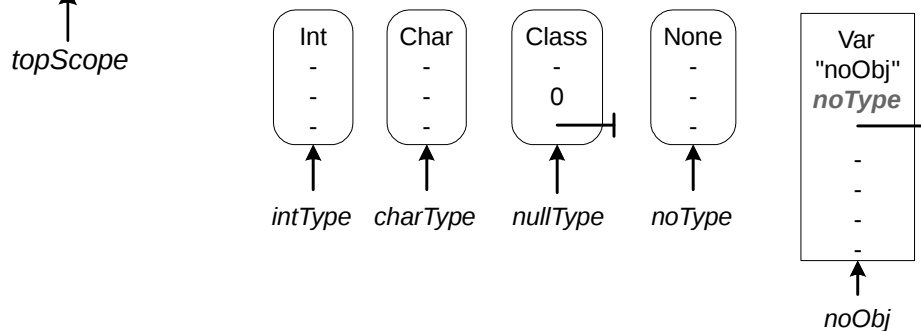 topScope
Int
-
-
-
intType
Char
-
-
-
charType
Class
-
0
nullType
None
-
-
-
noType
Var
"noObj"
noType
-
-
-
-
noObj